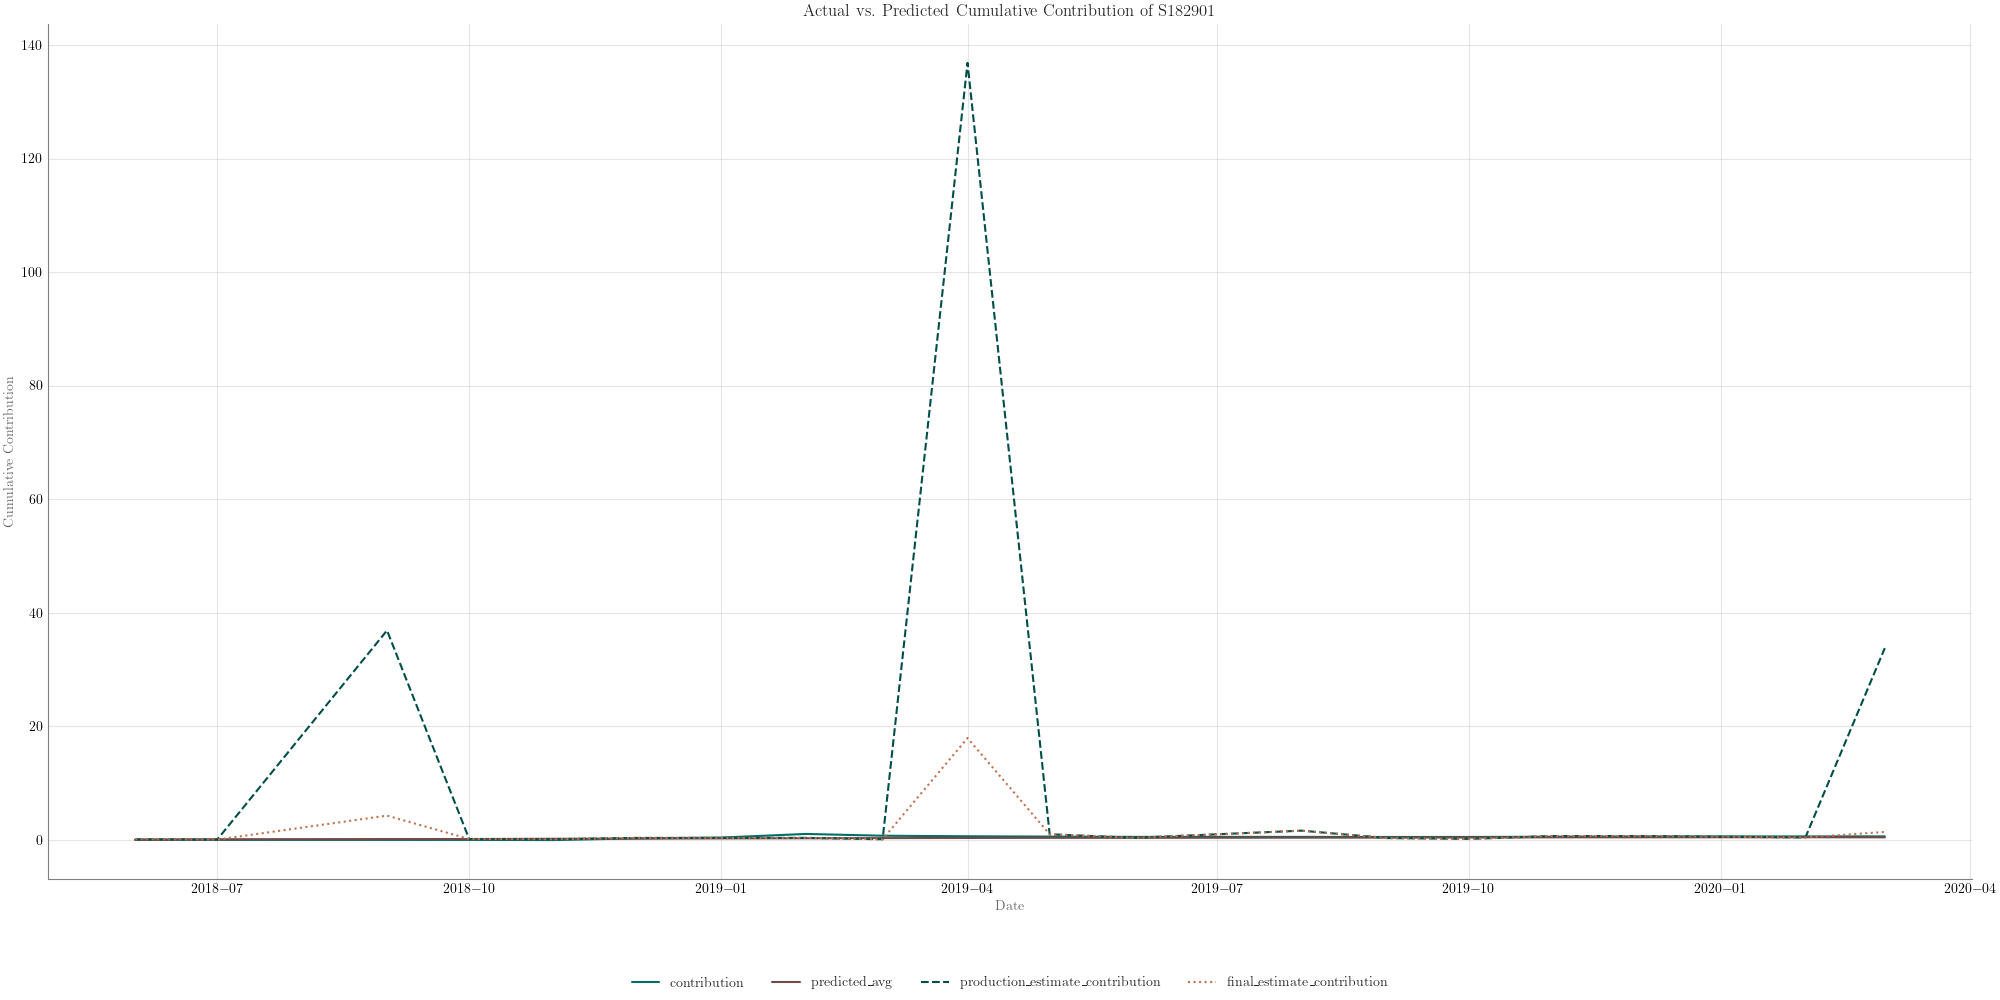 Actual vs. Predicted Cumulative Contribution of S182901
140
120
100
80
60
40
20
0
Cumulative Contribution
2018−07
2018−10
2019−01
2019−04
2019−07
2019−10
2020−01
2020−04
Date
contribution
predicted_avg
production_estimate_contribution
final_estimate_contribution